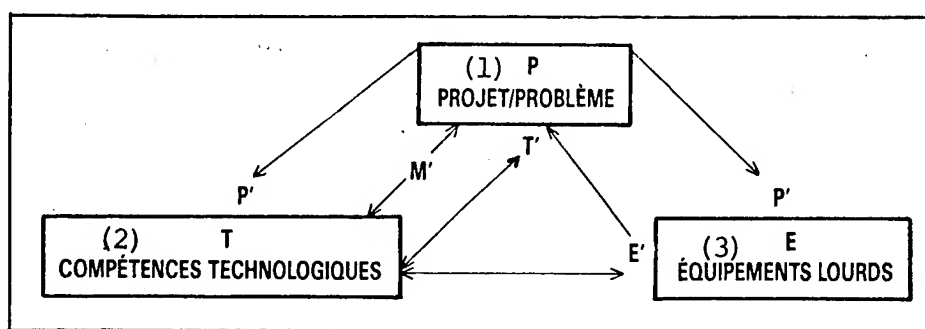 (1) P
PROJET/PROBLÈME
T'
M'
P'
P'
(2) T
COMPÉTENCES TECHNOLOGIQUES
E'
(3) E
ÉQUIPEMENTS LOURDS